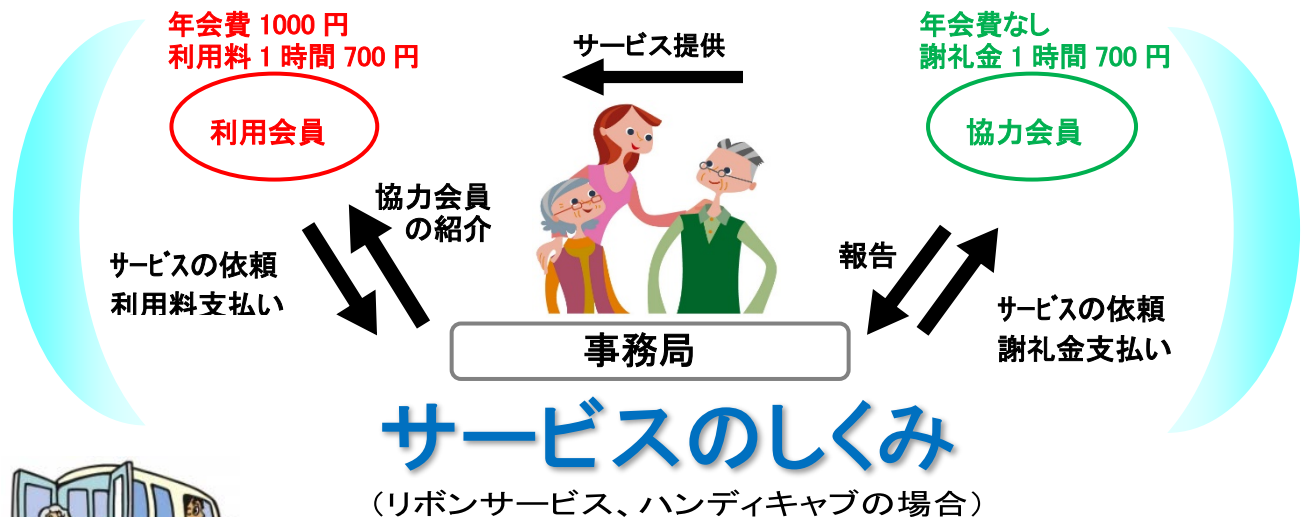 年会費 1000 円
利用料 1 時間 700 円
利用会員
サービス提供
年会費なし
謝礼金 1 時間 700 円
協力会員
協力会員
の紹介
サービスの依頼
利用料支払い
報告
サービスの依頼
謝礼金支払い
事務局
サービスのしくみ
（リボンサービス、ハンディキャブの場合）